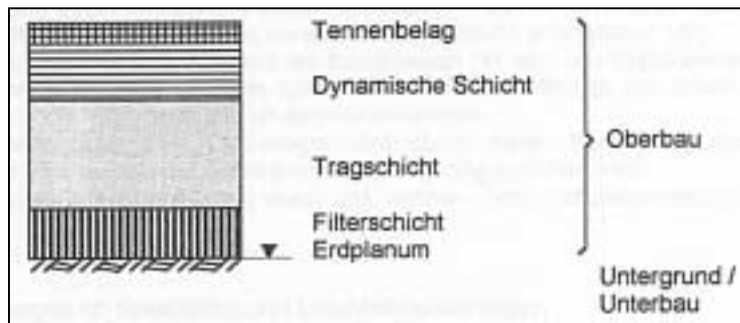 Tennenbelag
Dynamische Schicht
Oberbau
Tragschicht
Filterschicht
Erdplanum
Untergrund /
Unterbau